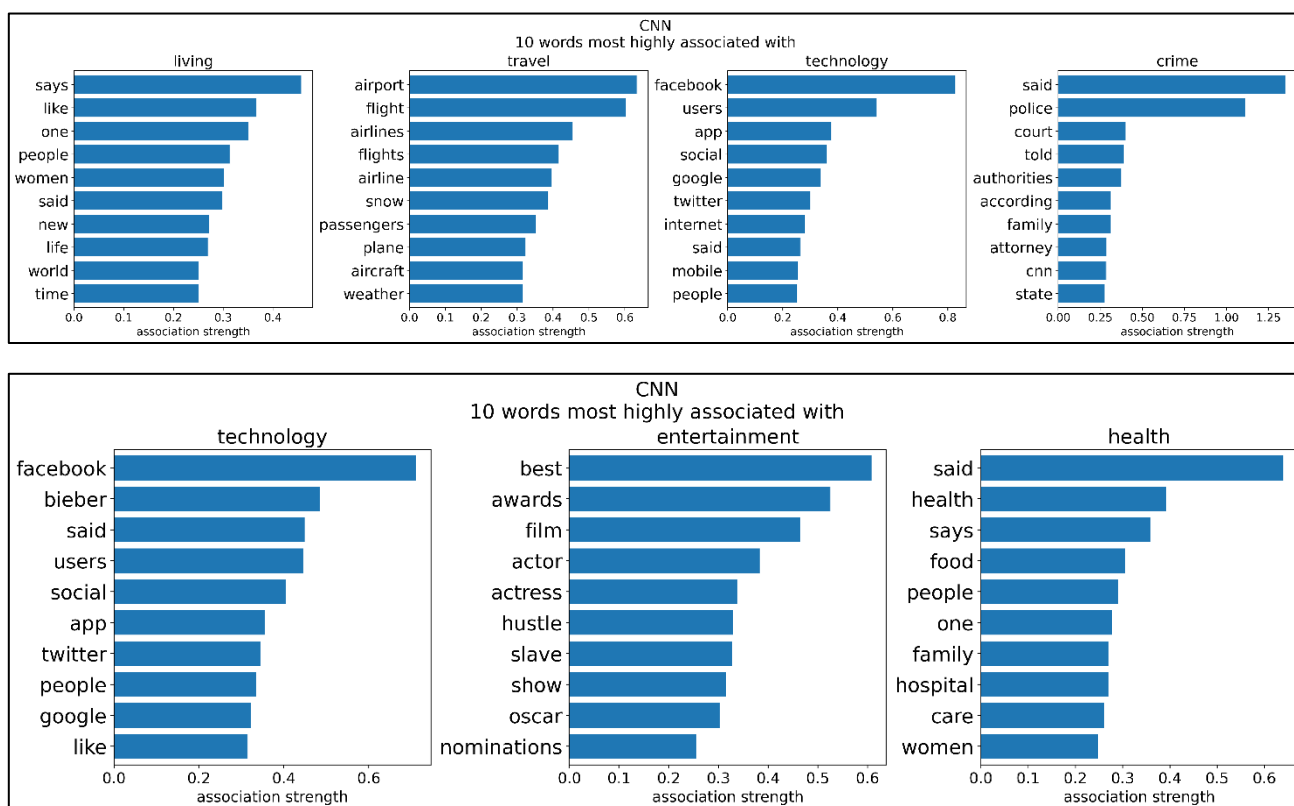 CNN
10 words most highly associated with
living
says
like
one
people
women
said
new
life
world
time
0.0 0.1 0.2 0.3 0.4
association strength
travel
airport
flight
airlines
flights
airline
snow
passengers
plane
aircraft
weather
0.0 0.1 0.2 0.3 0.4 0.5 0.6
association strength
technology
facebook
users
app
social
google
twitter
internet
said
mobile
people
0.0 0.2 0.4 0.6 0.8
association strength
crime
said
police
court
told
authorities
according
family
attorney
cnn
state
0.00 0.25 0.50 0.75 1.00 1.25
association strength
CNN
10 words most highly associated with
technology
facebook
bieber
said
users
social
app
twitter
people
google
like
0.0 0.2 0.4 0.6
association strength
entertainment
best
awards
film
actor
actress
hustle
slave
show
oscar
nominations
0.0 0.1 0.2 0.3 0.4 0.5 0.6
association strength
health
said
health
says
food
people
one
family
hospital
care
women
0.0 0.1 0.2 0.3 0.4 0.5 0.6
association strength